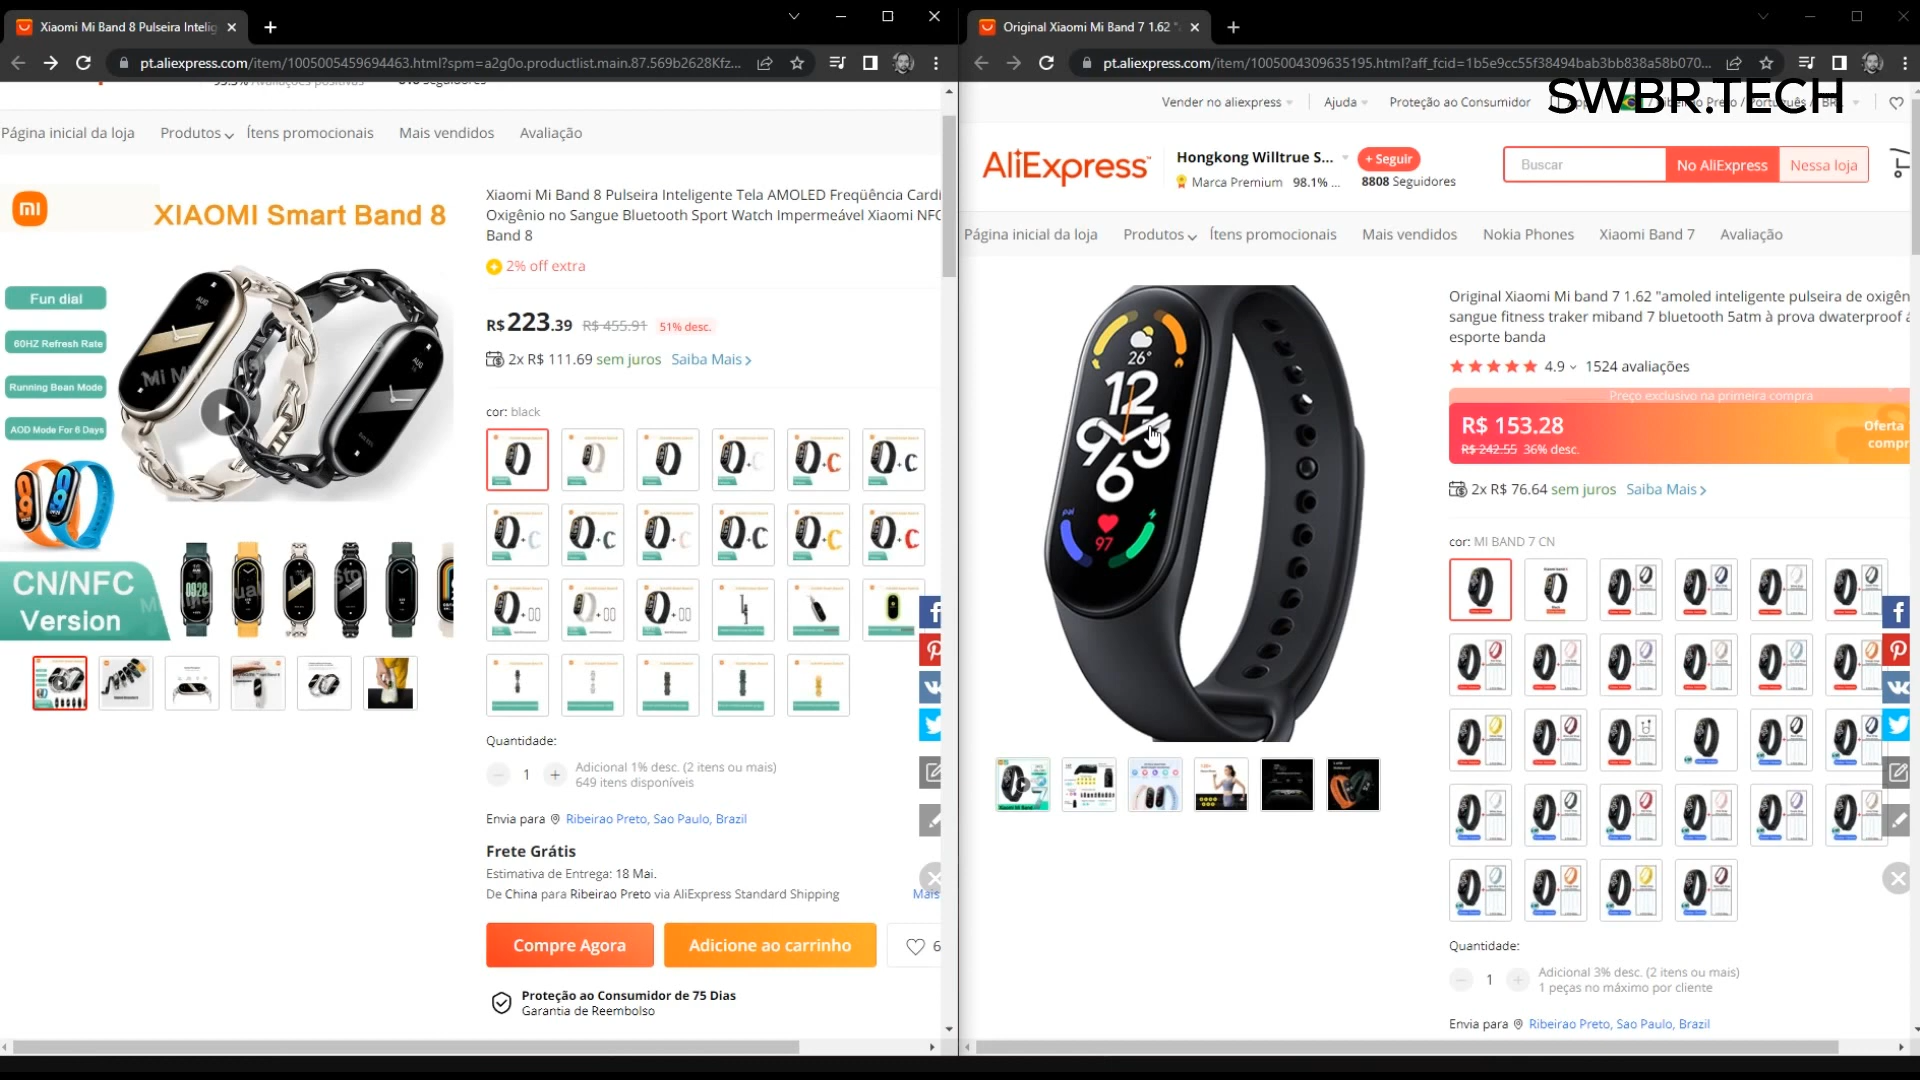 Xiaomi Mi Band 8 Pulseira Intelig
pt.aliexpress.com/item/1005005459694463.html?spm=a2g0o.productlist.main.87.569b2628Kfz...
Página inicial da loja Produtos Ítens promocionais Mais vendidos Avaliação
mi
XIAOMI Smart Band 8
Fun dial
60HZ Refresh Rate
Running Bean Mode
AOD Mode For 6 Days
CN/NFC
Version
Xiaomi Mi Band 8 Pulseira Inteligente Tela AMOLED Freqüência Cardi
Oxigênio no Sangue Bluetooth Sport Watch Impermeável Xiaomi NFC
Band 8
2% off extra
R$223.39 R$ 455.91 51% desc.
2x R$ 111.69 sem juros Saiba Mais
cor: black
Quantidade:
1
Adicional 1% desc. (2 itens ou mais)
649 itens disponíveis
Envia para Ribeirao Preto, Sao Paulo, Brazil
Frete Grátis
Estimativa de Entrega: 18 Mai.
De China para Ribeirao Preto via AliExpress Standard Shipping
Mais
Compre Agora Adicione ao carrinho 6
Proteção ao Consumidor de 75 Dias
Garantia de Reembolso
Original Xiaomi Mi Band 7 1.62 "
pt.aliexpress.com/item/1005004309635195.html?aff_fcid=1b5e9cc55f38494bab3bb838a58b070...
SWBR.TECH
Vender no aliexpress Ajuda Proteção ao Consumidor
AliExpress
Hongkong Willtrue S...
+ Seguir
Marca Premium 98.1% ... 8808 Seguidores
Buscar No AliExpress Nessa loja
Página inicial da loja Produtos Ítens promocionais Mais vendidos Nokia Phones Xiaomi Band 7 Avaliação
26°
12
9 3
6
pai
97
Original Xiaomi Mi band 7 1.62 "amoled inteligente pulseira de oxigên
sangue fitness traker miband 7 bluetooth 5atm à prova dwaterproof á
esporte banda
4.9 1524 avaliações
Preço exclusivo na primeira compra
R$ 153.28
R$ 242.55 36% desc.
Oferta
compr
2x R$ 76.64 sem juros Saiba Mais
cor: MI BAND 7 CN
Quantidade:
1
Adicional 3% desc. (2 itens ou mais)
1 peças no máximo por cliente
Envia para Ribeirao Preto, Sao Paulo, Brazil